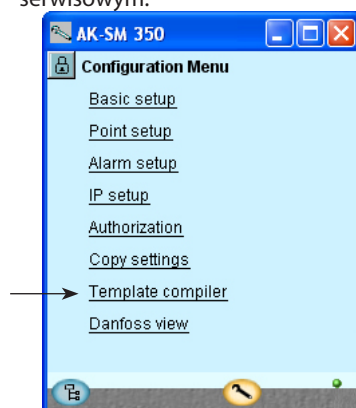 serwisowym.
AK-SM 350
Configuration Menu
Basic setup
Point setup
Alarm setup
IP setup
Authorization
Copy settings
Template compiler
Danfoss view